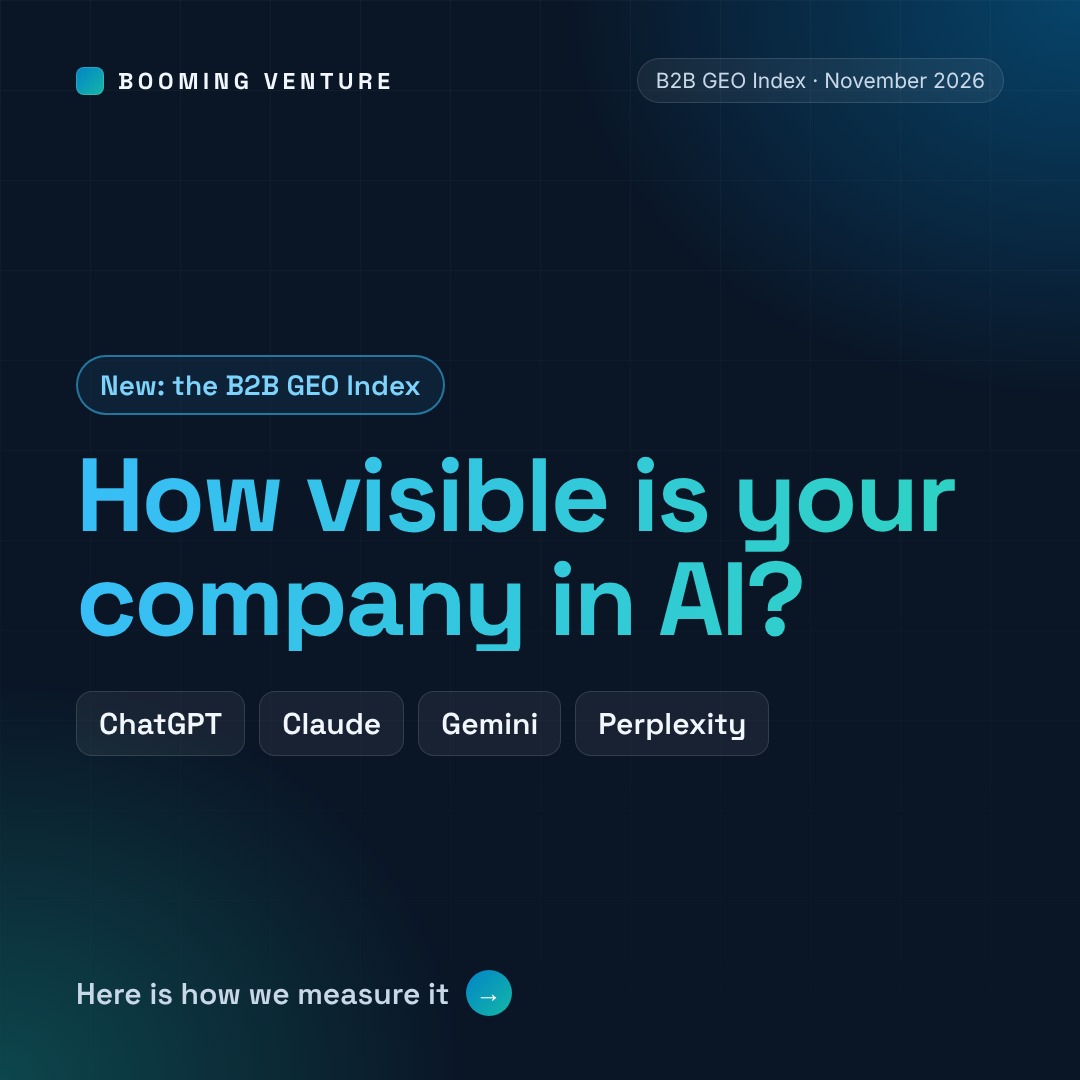 BOOMING VENTURE
B2B GEO Index · November 2026
New: the B2B GEO Index
How visible is your
company in AI?
ChatGPT Claude Gemini Perplexity
Here is how we measure it →